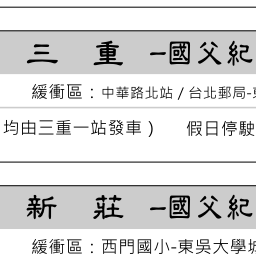 三 重 一國父紀
緩衝區：中華路北站 / 台北郵局-
均由三重一站發車） 假日停駛
新 莊 一國父紀
緩衝區：西門國小-東吳大學城